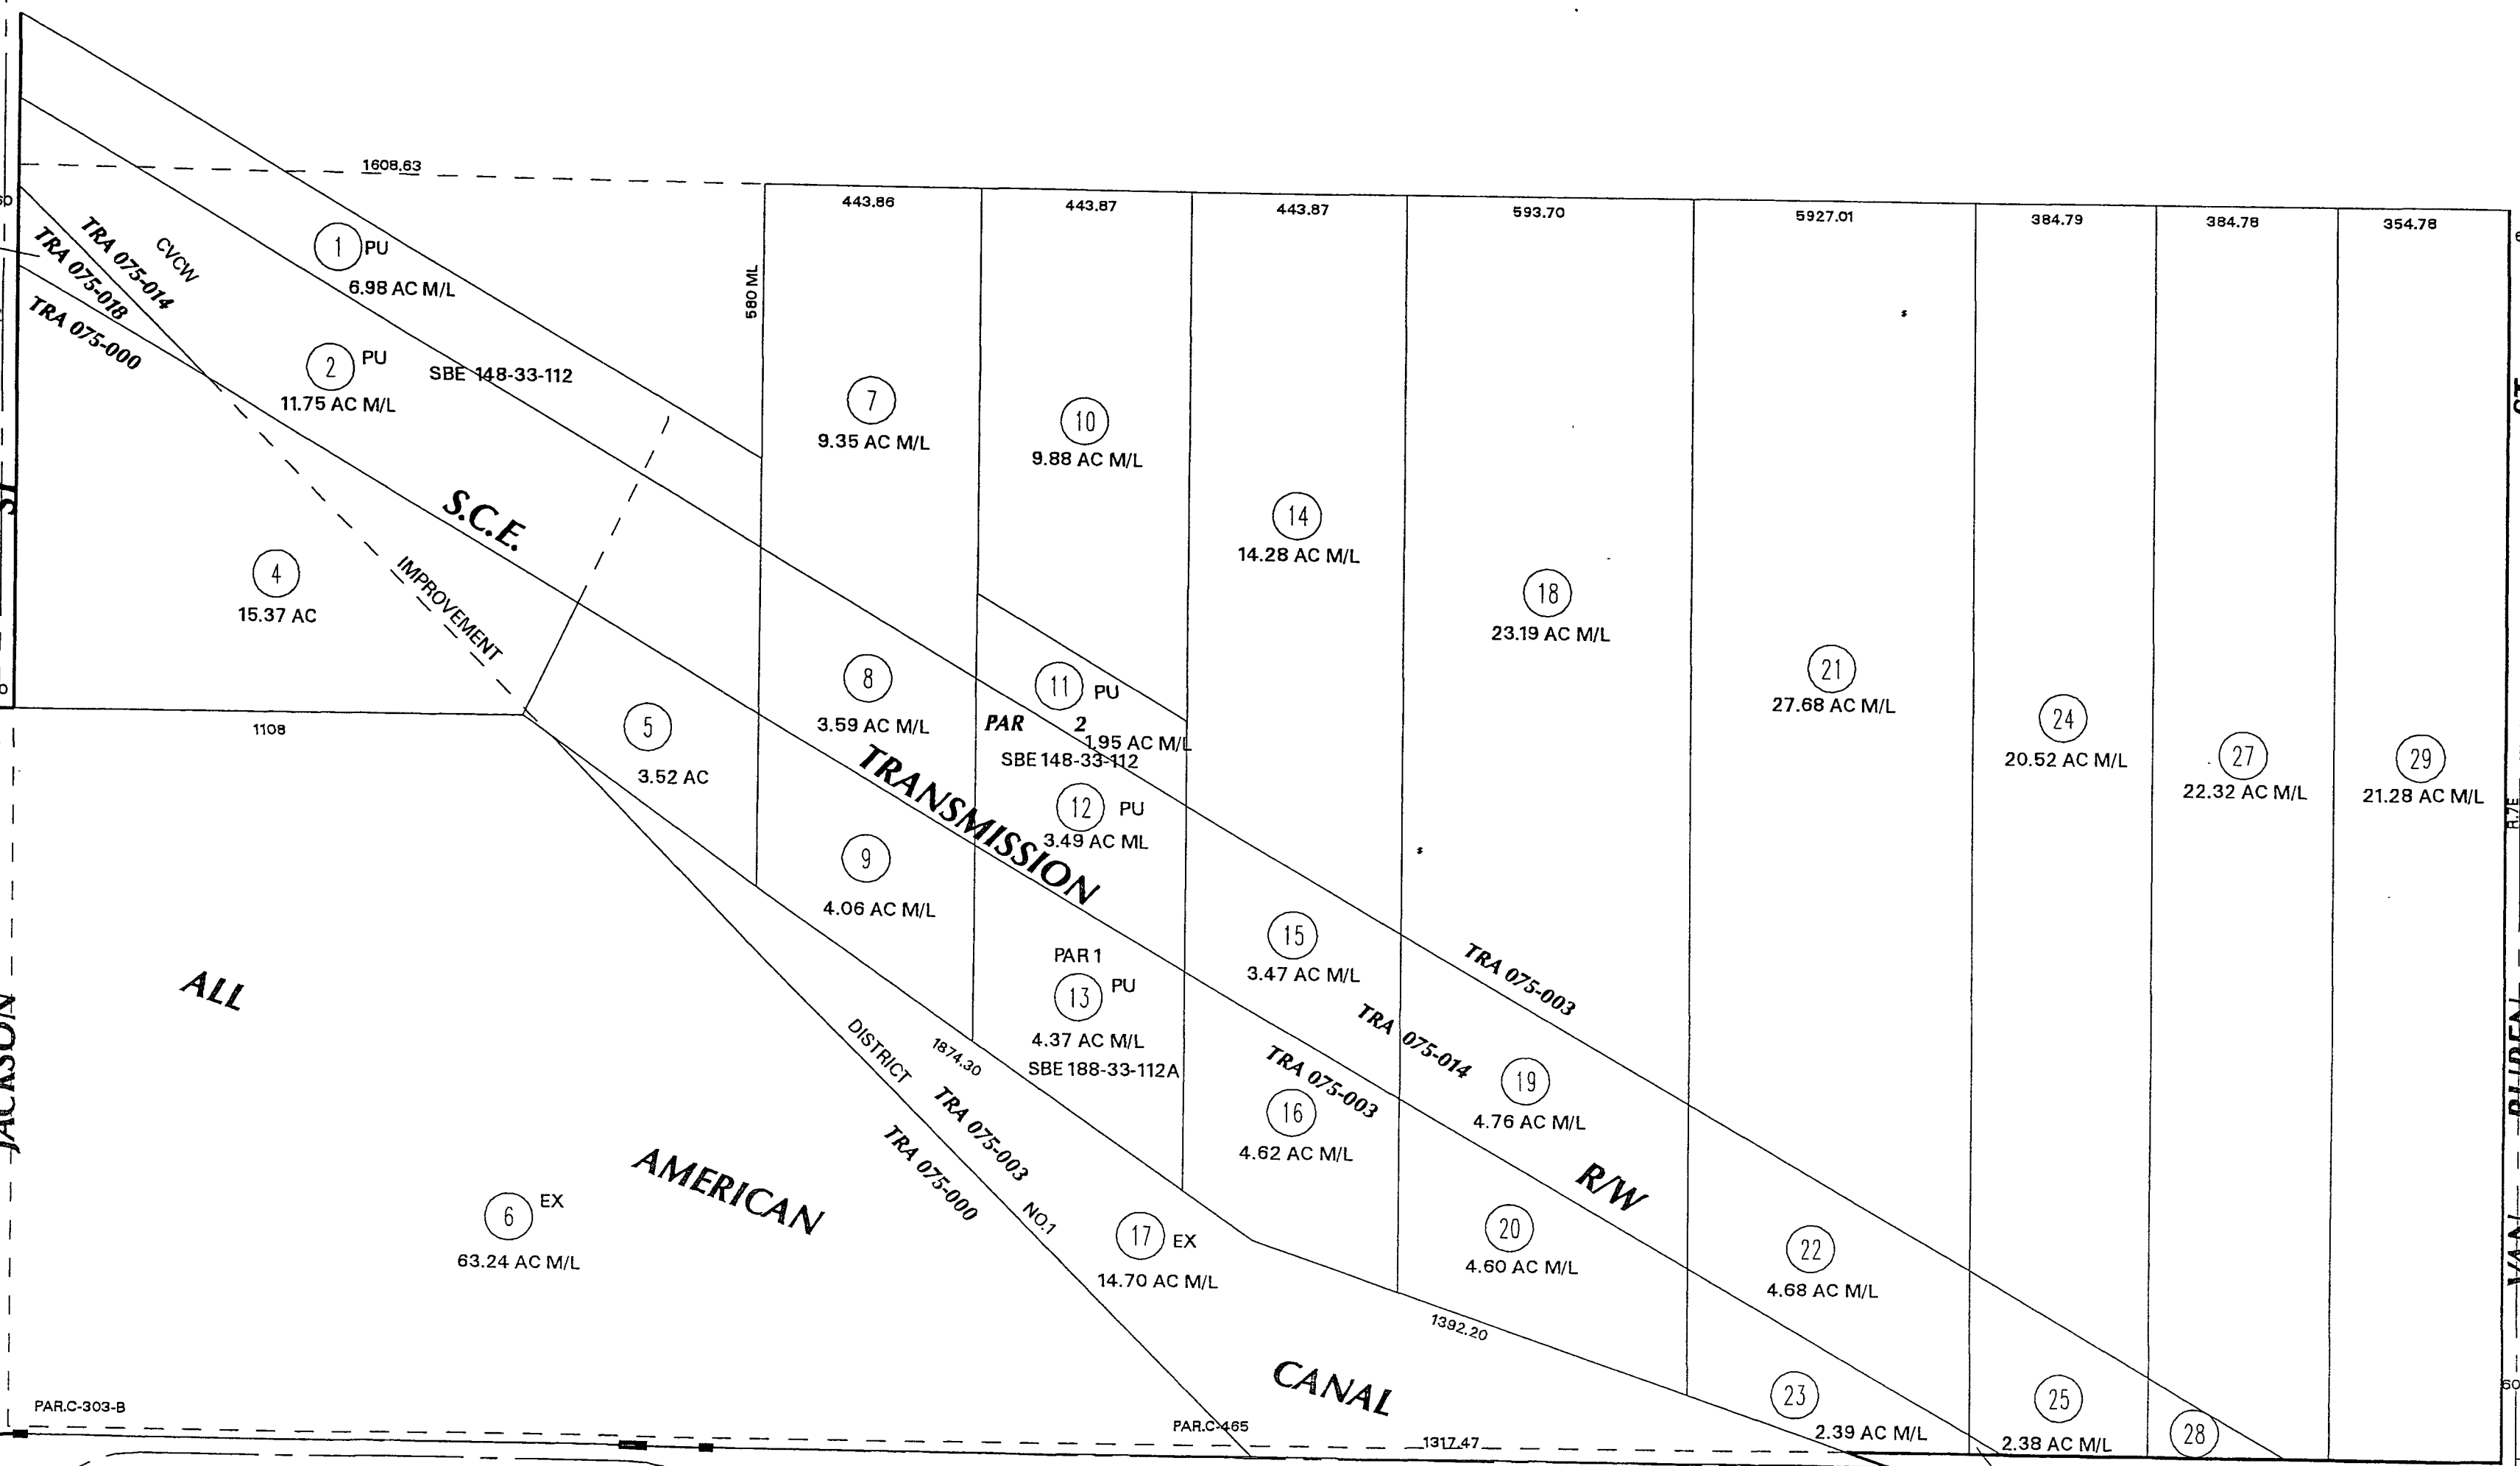 1608.63
443.86
443.87
443.87
593.70
5927.01
384.79
384.78
354.78
580 ML
CVCW
TRA 075-014
TRA 075-018
TRA 075-000
1 PU
6.98 AC M/L
2 PU
11.75 AC M/L
SBE 148-33-112
S.C.E.
IMPROVEMENT
4
15.37 AC
1108
5
3.52 AC
7
9.35 AC M/L
8
3.59 AC M/L
9
4.06 AC M/L
10
9.88 AC M/L
11 PU
PAR 2
1.95 AC M/L
SBE 148-33-112
12 PU
3.49 AC ML
TRANSMISSION
PAR 1
13 PU
4.37 AC M/L
SBE 188-33-112A
14
14.28 AC M/L
15
3.47 AC M/L
16
4.62 AC M/L
18
23.19 AC M/L
TRA 075-003
TRA 075-014
TRA 075-003
19
4.76 AC M/L
20
4.60 AC M/L
R/W
21
27.68 AC M/L
22
4.68 AC M/L
23
2.39 AC M/L
24
20.52 AC M/L
25
2.38 AC M/L
27
22.32 AC M/L
28
29
21.28 AC M/L
R.7E
60
ST
JACKSON
ALL
AMERICAN
CANAL
DISTRICT
NO.1
1874.30
TRA 075-003
TRA 075-000
6 EX
63.24 AC M/L
17 EX
14.70 AC M/L
1392.20
PAR.C-303-B
PAR.C-465
1317.47
VAN BUREN